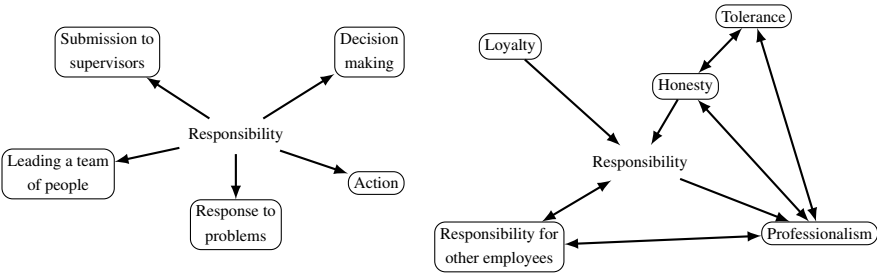 Submission to
supervisors
Decision
making
Responsibility
Leading a team
of people
Action
Response to
problems
Tolerance
Loyalty
Honesty
Responsibility
Responsibility for
other employees
Professionalism